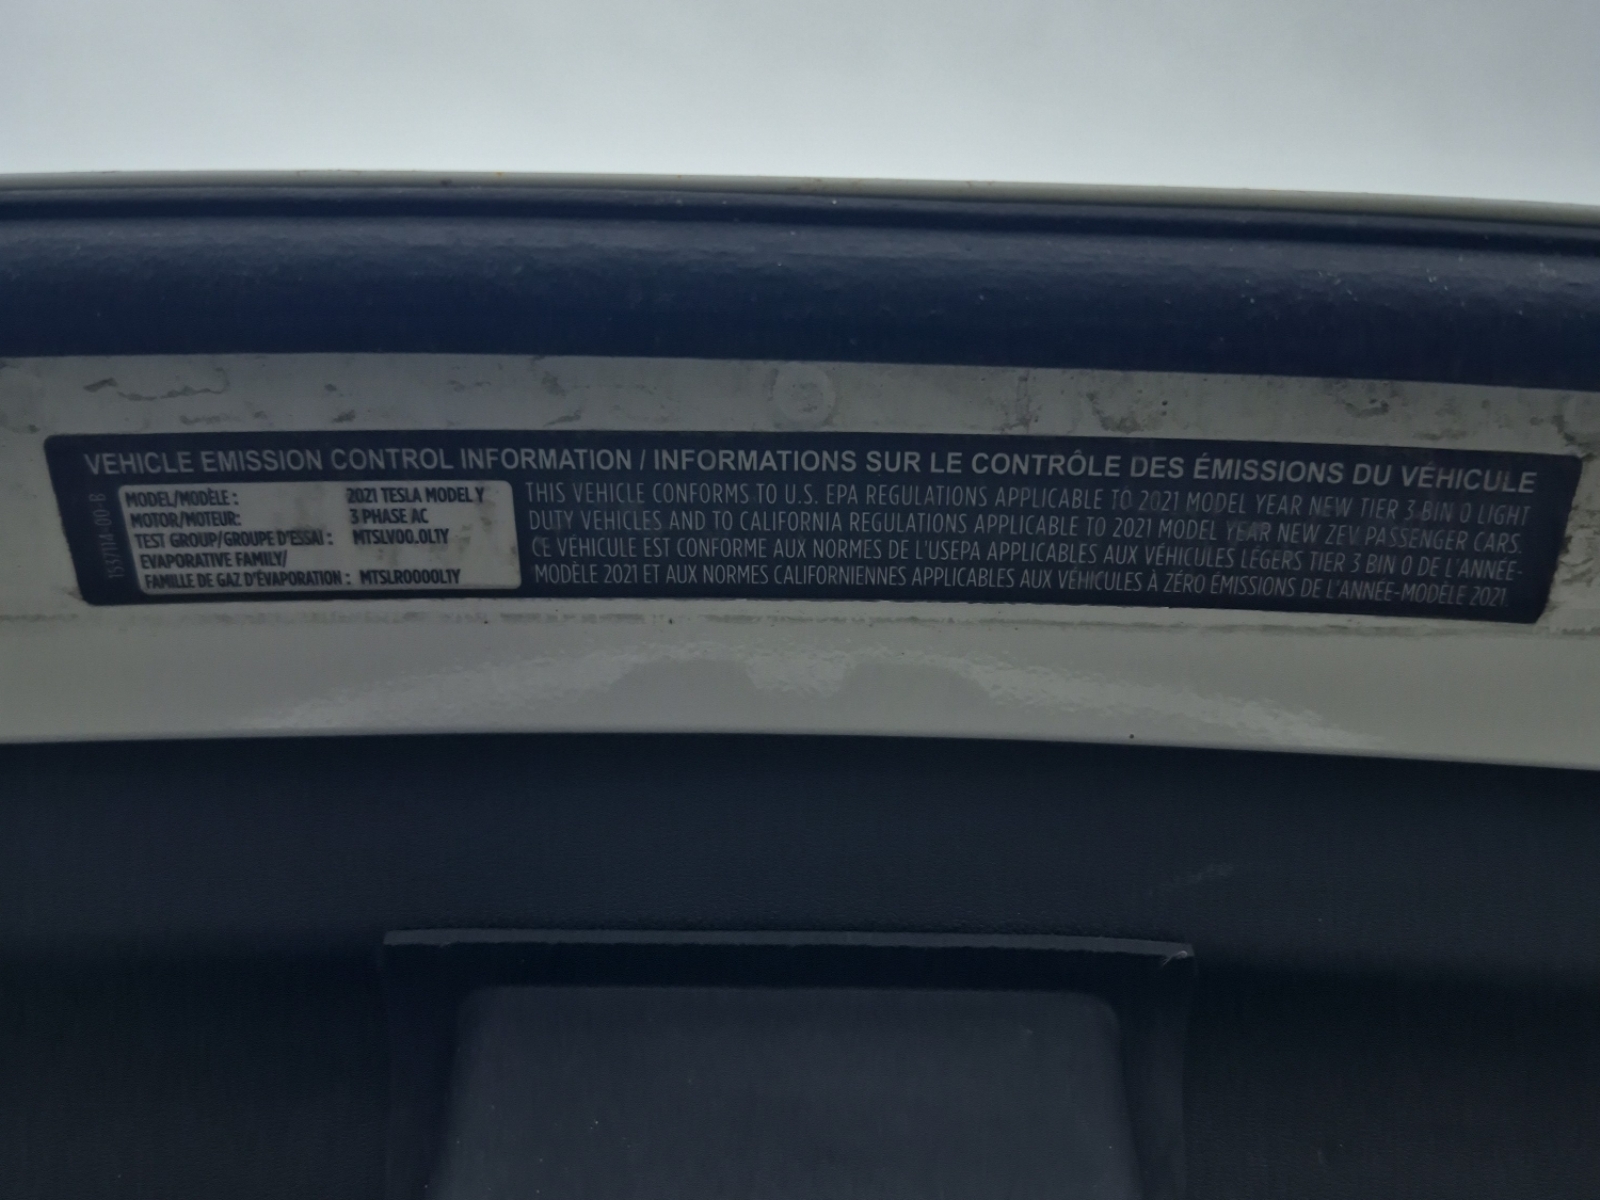 VEHICLE EMISSION CONTROL INFORMATION / INFORMATIONS SUR LE CONTRÔLE DES ÉMISSIONS DU VÉHICULE
1537114-00-B
MODEL/MODÈLE : 2021 TESLA MODEL Y
MOTOR/MOTEUR: 3 PHASE AC
TEST GROUP/GROUPE D'ESSAI : MTSLV00.0L1Y
EVAPORATIVE FAMILY/
FAMILLE DE GAZ D'ÉVAPORATION : MTSLR0000L1Y
THIS VEHICLE CONFORMS TO U.S. EPA REGULATIONS APPLICABLE TO 2021 MODEL YEAR NEW TIER 3 BIN 0 LIGHT
DUTY VEHICLES AND TO CALIFORNIA REGULATIONS APPLICABLE TO 2021 MODEL YEAR NEW ZEV PASSENGER CARS.
CE VÉHICULE EST CONFORME AUX NORMES DE L'USEPA APPLICABLES AUX VÉHICULES LÉGERS TIER 3 BIN 0 DE L'ANNÉE-
MODÈLE 2021 ET AUX NORMES CALIFORNIENNES APPLICABLES AUX VÉHICULES À ZÉRO ÉMISSIONS DE L'ANNÉE-MODÈLE 2021.